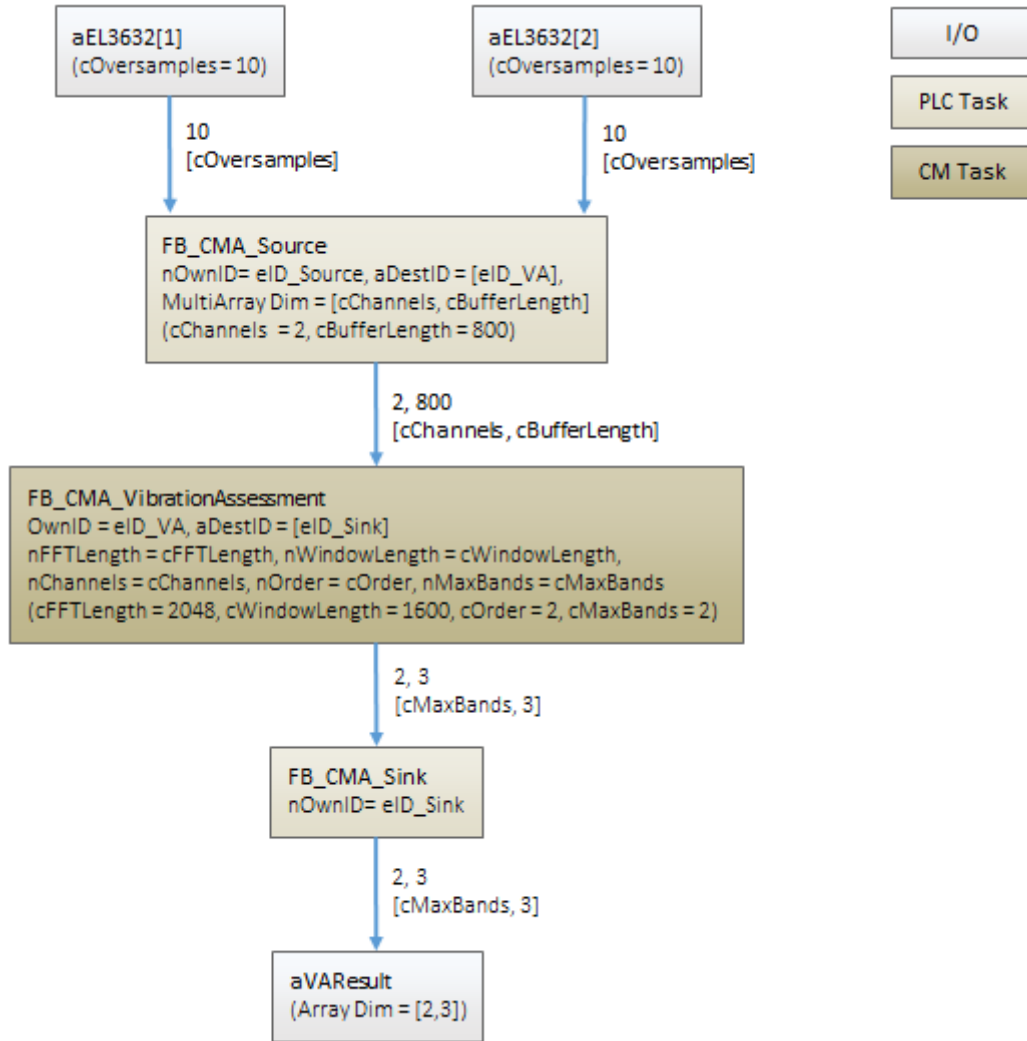 aEL3632[1]
(cOversamples = 10)
aEL3632[2]
(cOversamples = 10)
I/O
PLC Task
CM Task
10
[cOversamples]
10
[cOversamples]
FB_CMA_Source
nOwnID= eID_Source, aDestID = [eID_VA],
MultiArray Dim = [cChannels, cBufferLength]
(cChannels = 2, cBufferLength = 800)
2, 800
[cChannels, cBufferLength]
FB_CMA_VibrationAssessment
OwnID = eID_VA, aDestID = [eID_Sink]
nFFTLength = cFFTLength, nWindowLength = cWindowLength,
nChannels = cChannels, nOrder = cOrder, nMaxBands = cMaxBands
(cFFTLength = 2048, cWindowLength = 1600, cOrder = 2, cMaxBands = 2)
2, 3
[cMaxBands, 3]
FB_CMA_Sink
nOwnID= eID_Sink
2, 3
[cMaxBands, 3]
aVAResult
(Array Dim = [2,3])